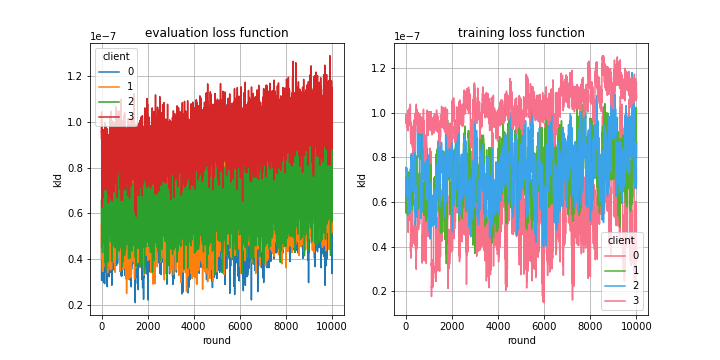 evaluation loss function
1e−7
kld
1.2
1.0
0.8
0.6
0.4
0.2
client
0
1
2
3
0 2000 4000 6000 8000 10000
round
training loss function
1e−7
kld
1.2
1.0
0.8
0.6
0.4
0.2
client
0
1
2
3
0 2000 4000 6000 8000 10000
round